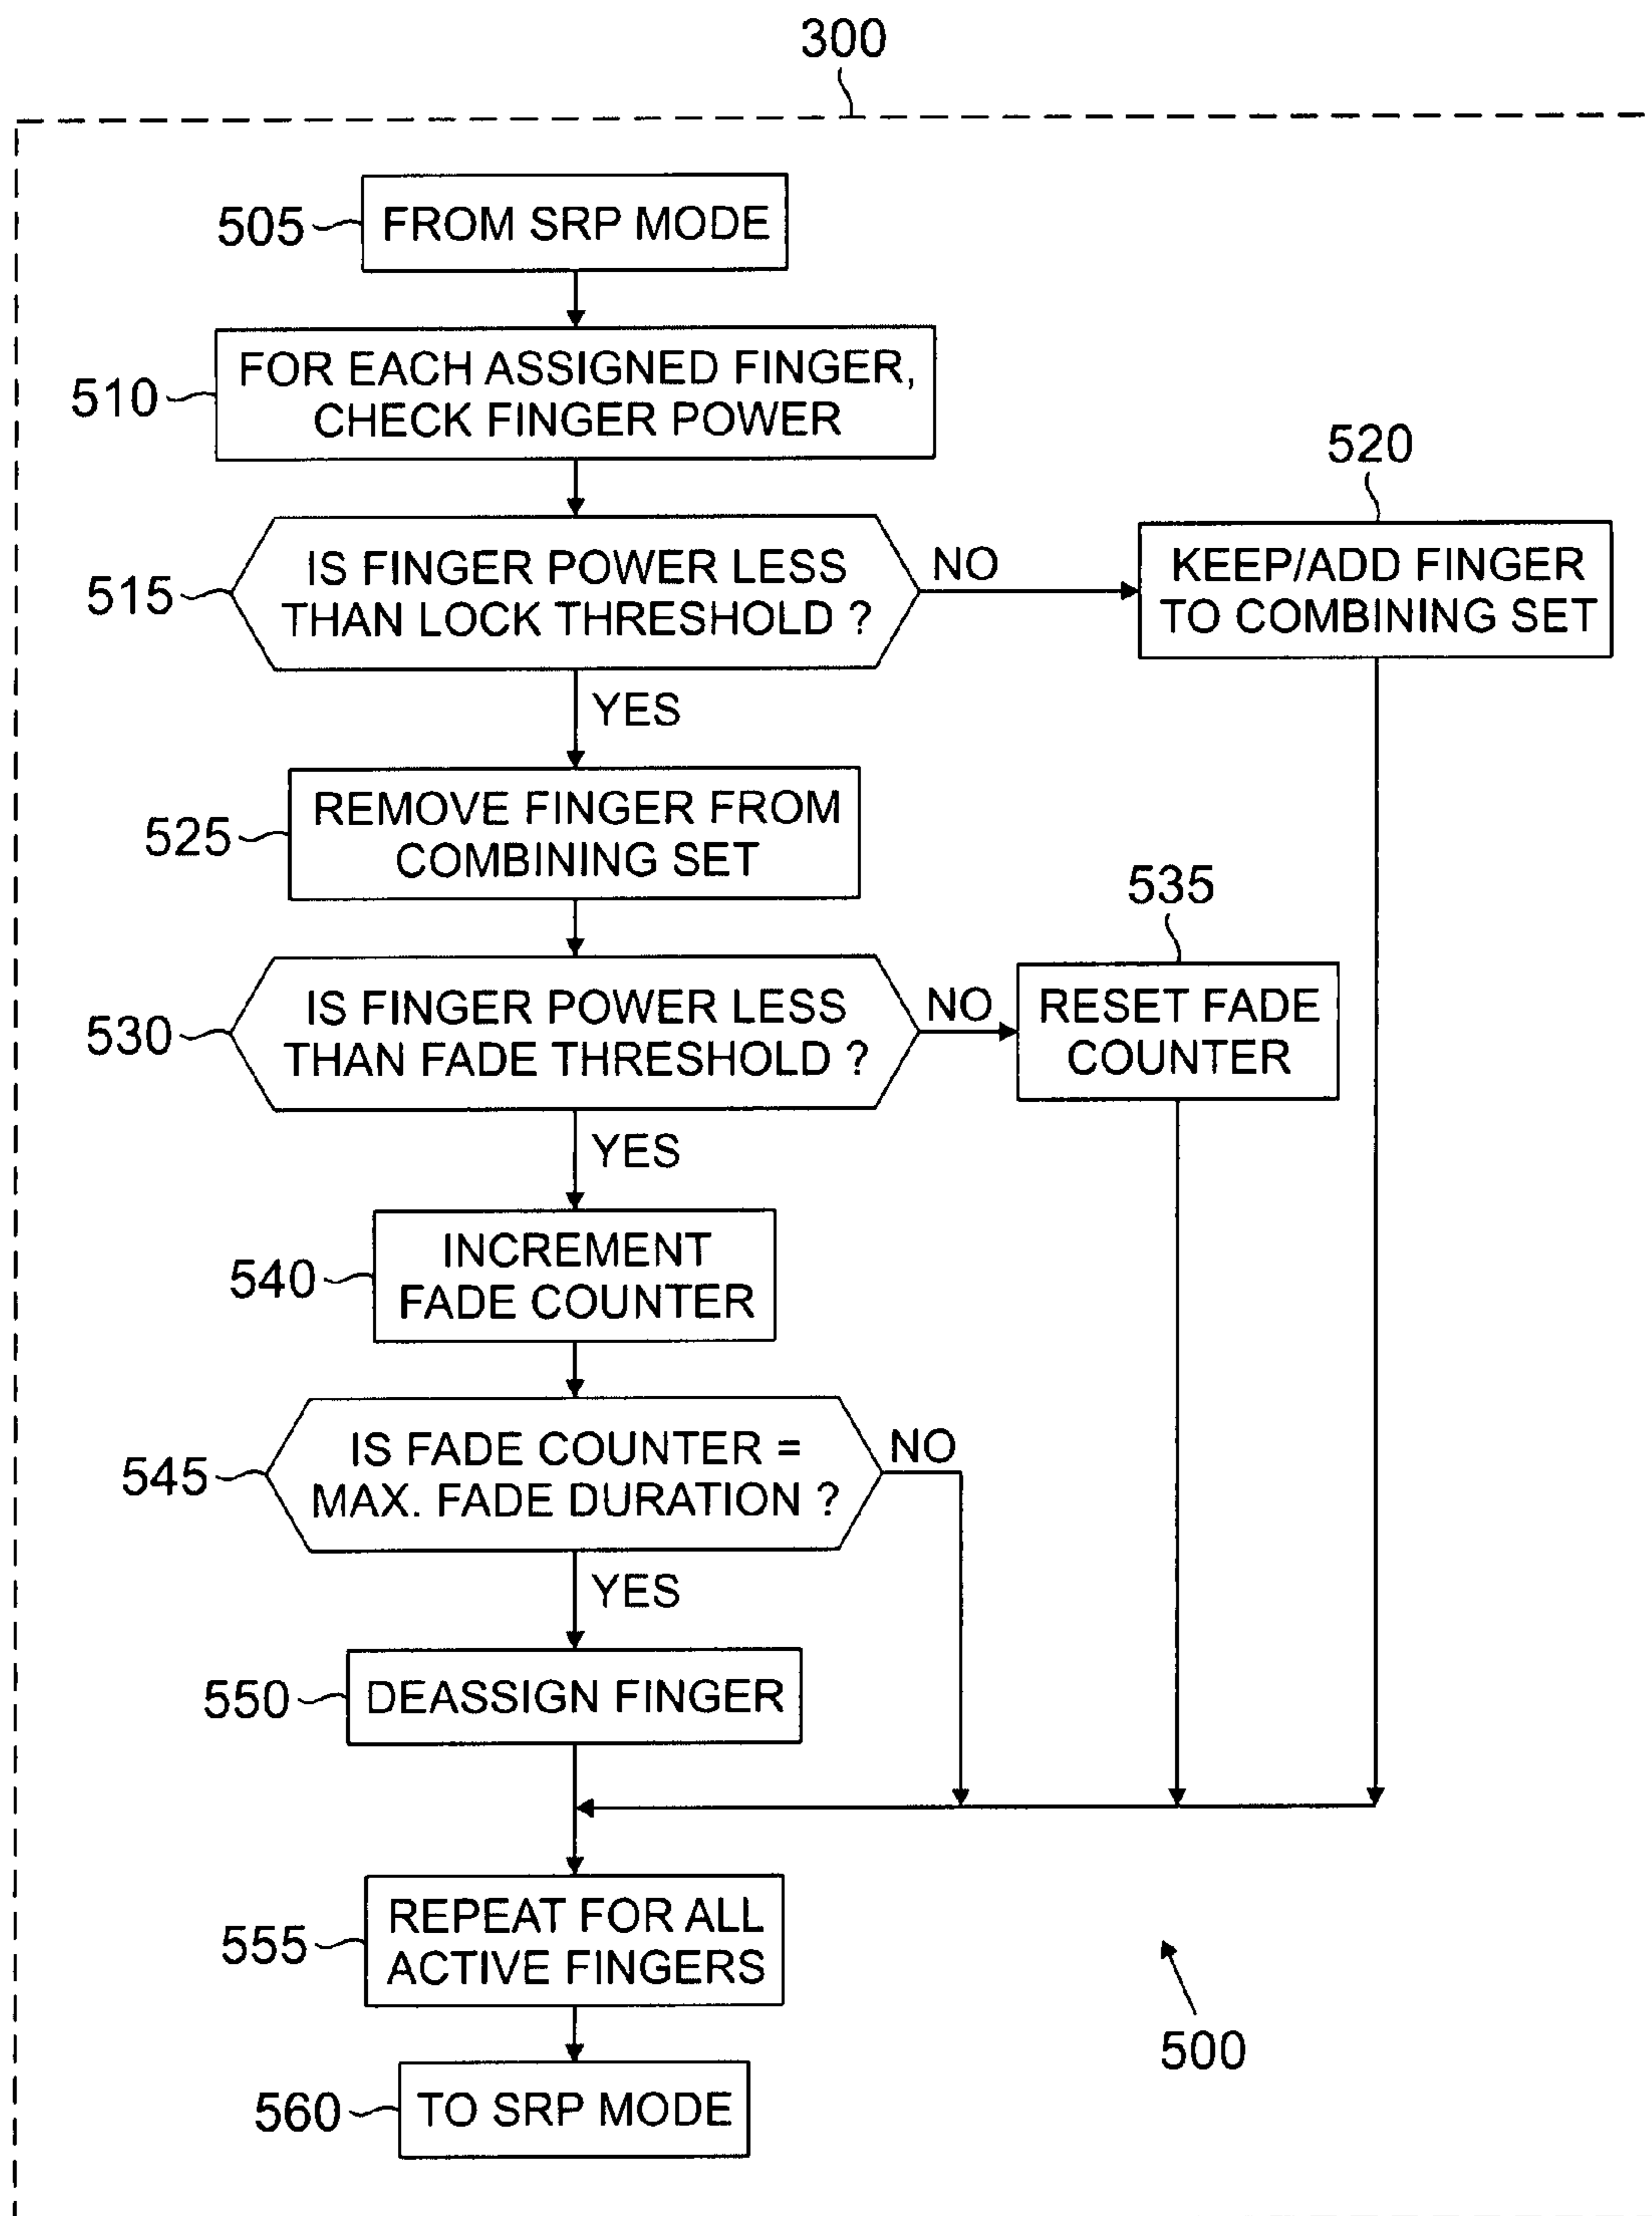 300
505
FROM SRP MODE
510
FOR EACH ASSIGNED FINGER,
CHECK FINGER POWER
515
IS FINGER POWER LESS
THAN LOCK THRESHOLD ?
NO
520
KEEP/ADD FINGER
TO COMBINING SET
YES
525
REMOVE FINGER FROM
COMBINING SET
530
IS FINGER POWER LESS
THAN FADE THRESHOLD ?
NO
535
RESET FADE
COUNTER
YES
540
INCREMENT
FADE COUNTER
545
IS FADE COUNTER =
MAX. FADE DURATION ?
NO
YES
550
DEASSIGN FINGER
555
REPEAT FOR ALL
ACTIVE FINGERS
500
560
TO SRP MODE